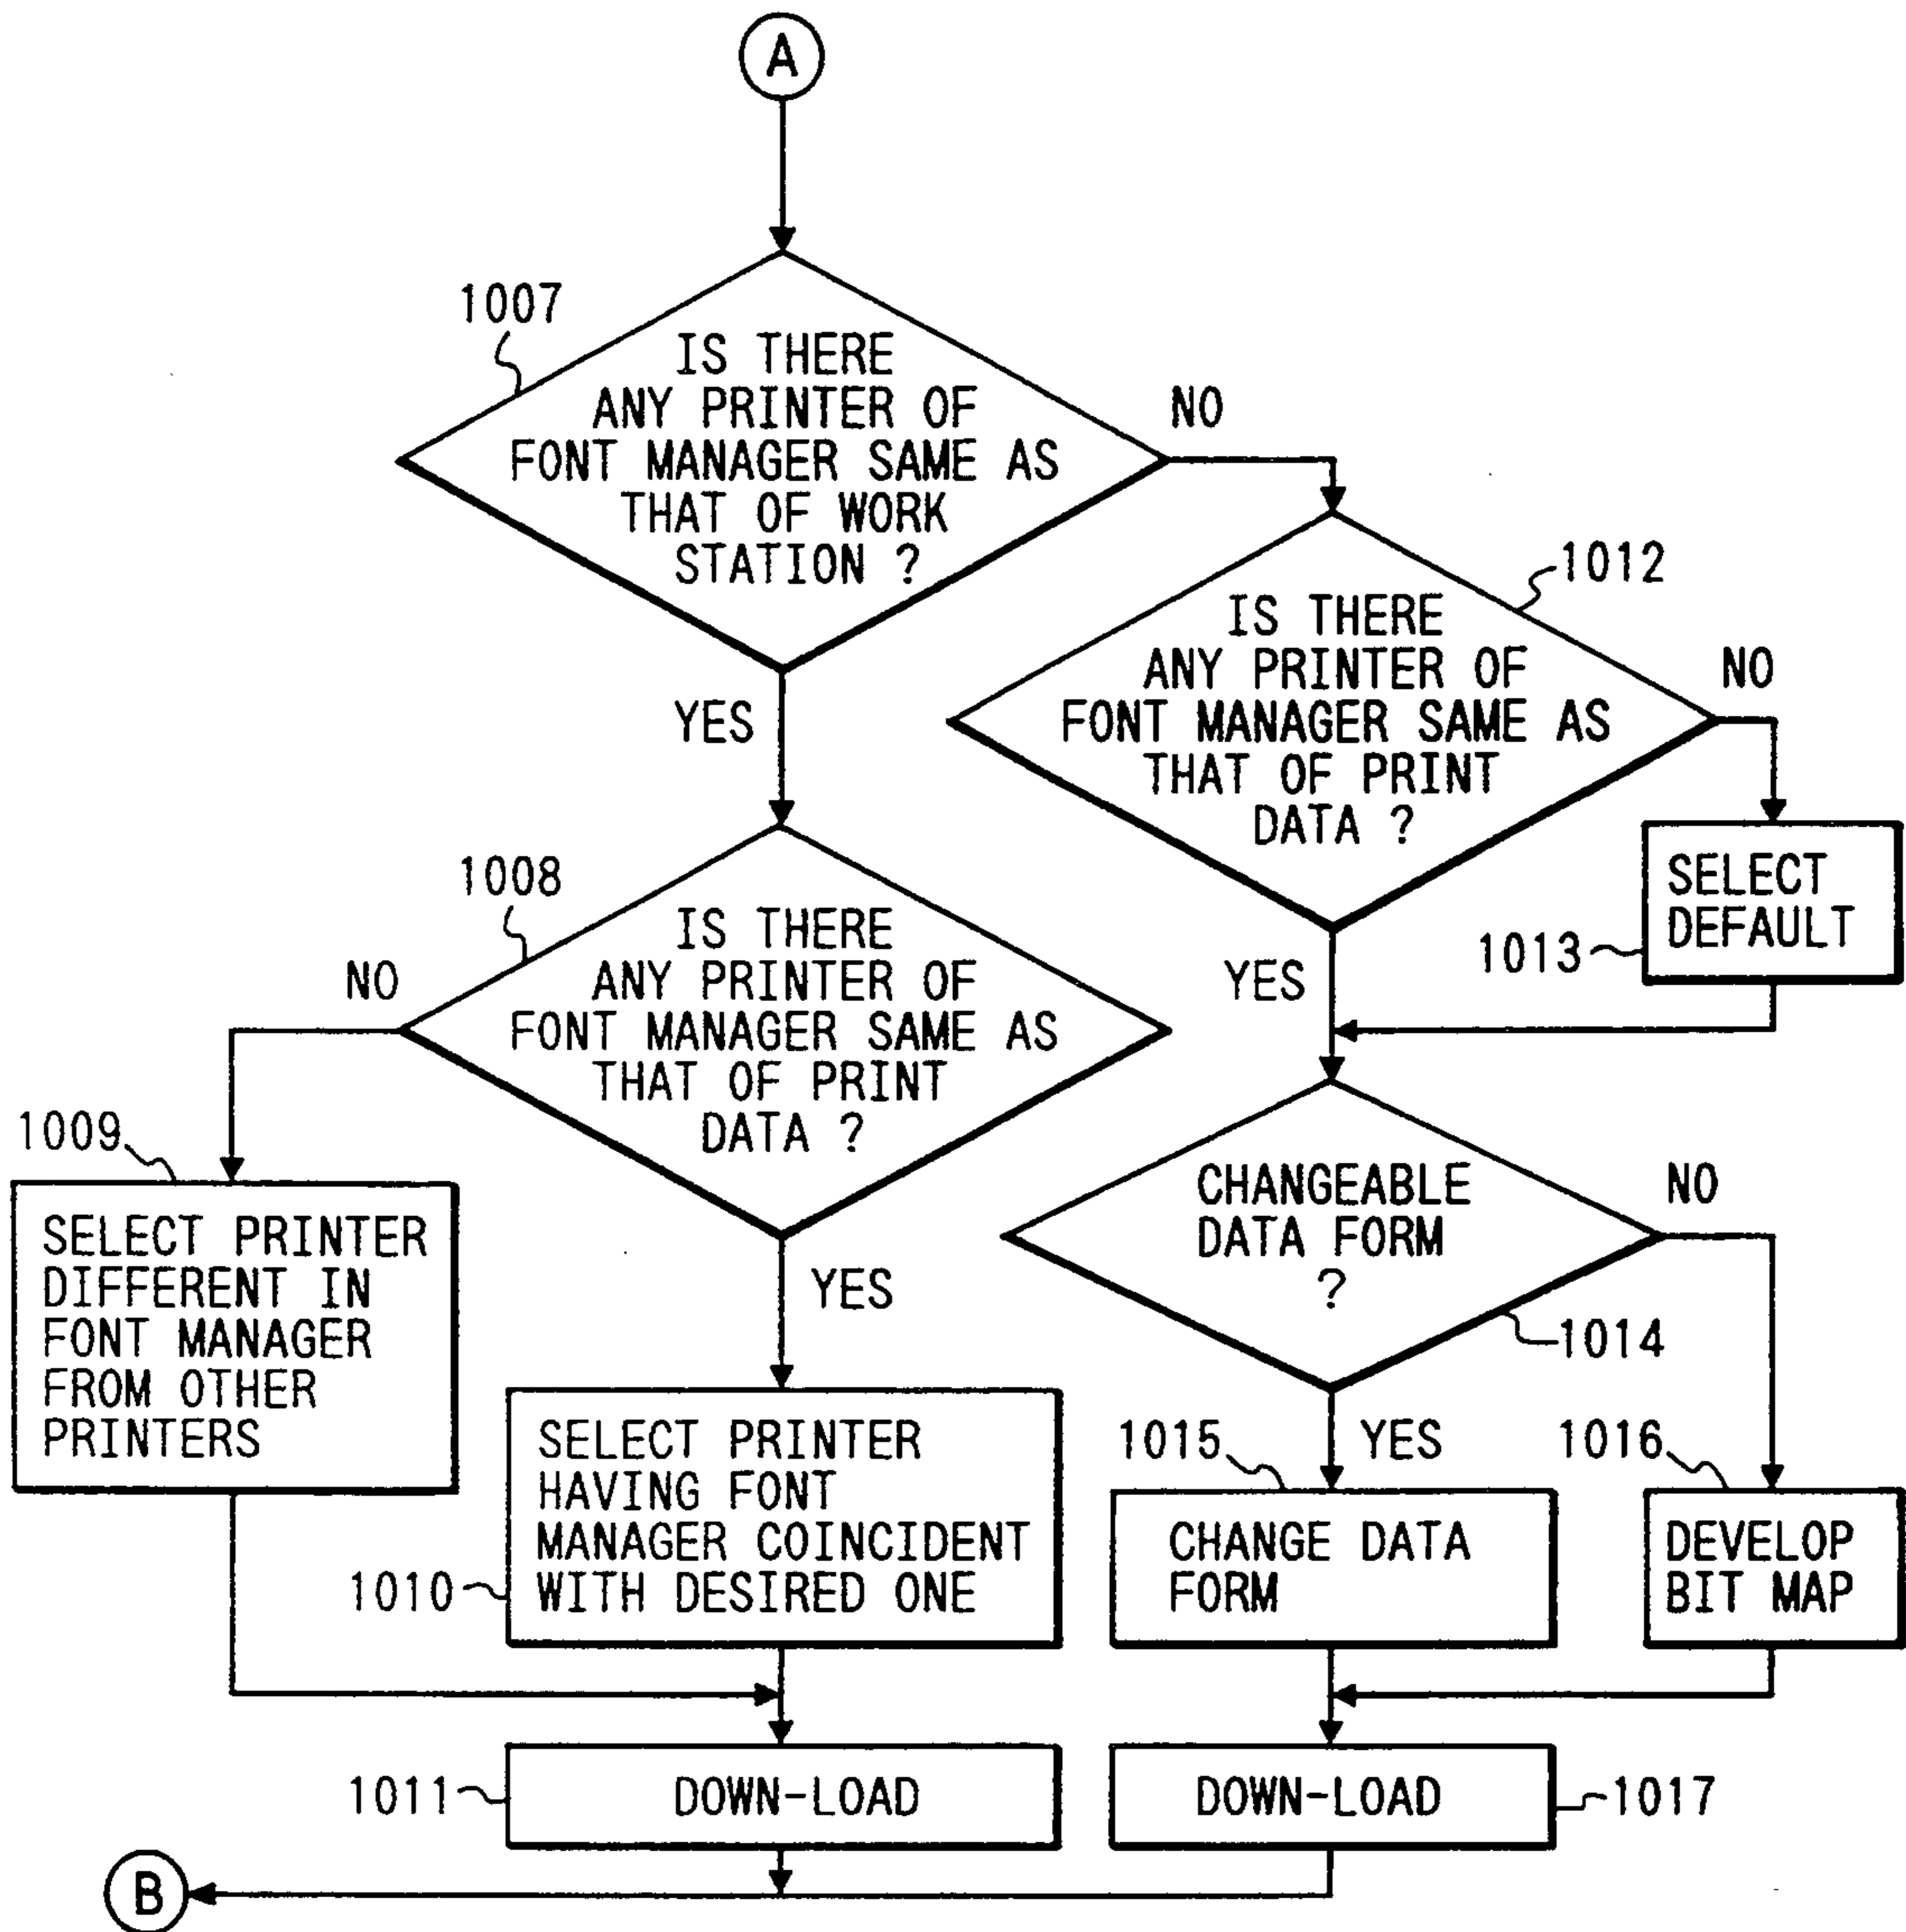 A
1007
IS THERE
ANY PRINTER OF
FONT MANAGER SAME AS
THAT OF WORK
STATION ?
NO
YES
1012
IS THERE
ANY PRINTER OF
FONT MANAGER SAME AS
THAT OF PRINT
DATA ?
NO
YES
SELECT
DEFAULT
1013
1008
IS THERE
ANY PRINTER OF
FONT MANAGER SAME AS
THAT OF PRINT
DATA ?
NO
YES
1009
SELECT PRINTER
DIFFERENT IN
FONT MANAGER
FROM OTHER
PRINTERS
CHANGEABLE
DATA FORM
?
NO
1014
YES
SELECT PRINTER
HAVING FONT
MANAGER COINCIDENT
WITH DESIRED ONE
1010
1015
CHANGE DATA
FORM
1016
DEVELOP
BIT MAP
1011
DOWN-LOAD
DOWN-LOAD
1017
B